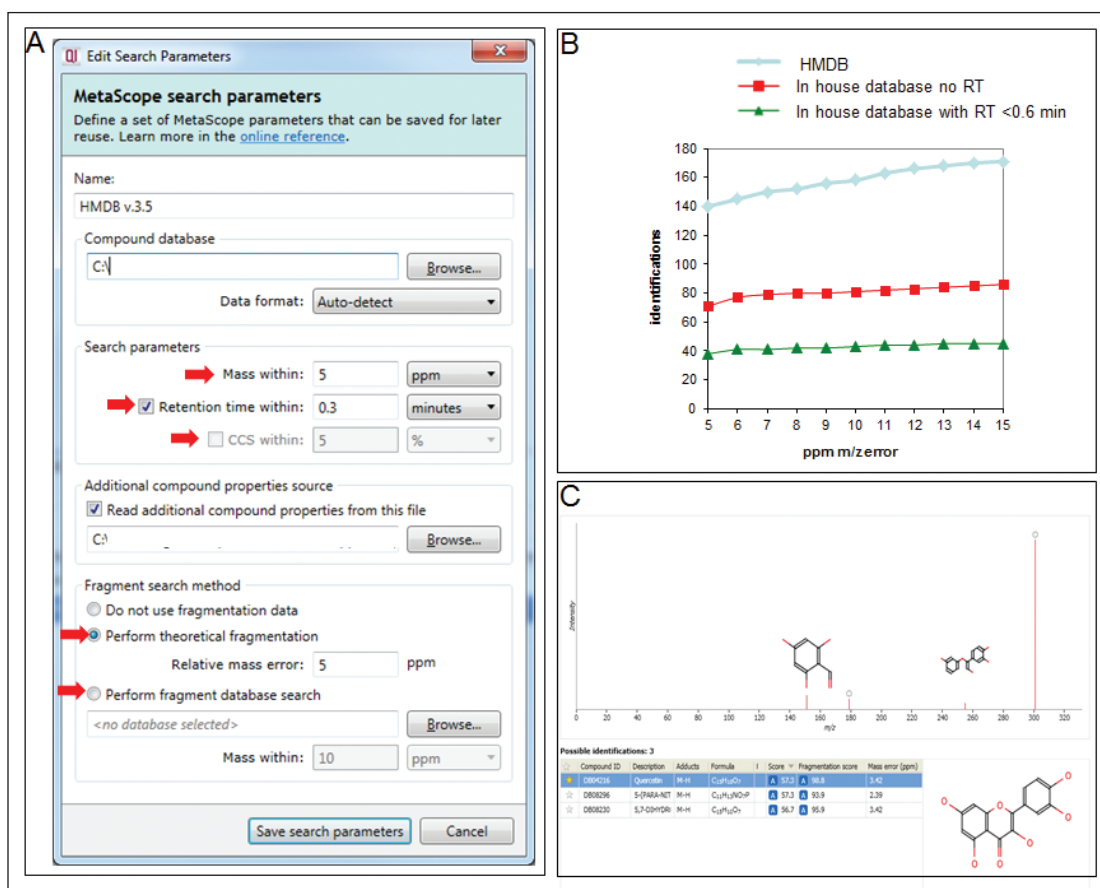 A
QI Edit Search Parameters
MetaScope search parameters
Define a set of MetaScope parameters that can be saved for later
reuse. Learn more in the online reference.
Name:
HMDB v.3.5
Compound database
C:\
Browse...
Data format: Auto-detect
Search parameters
Mass within: 5 ppm
Retention time within: 0.3 minutes
CCS within: 5 %
Additional compound properties source
Read additional compound properties from this file
C:\
Browse...
Fragment search method
Do not use fragmentation data
Perform theoretical fragmentation
Relative mass error: 5 ppm
Perform fragment database search
<no database selected> Browse...
Mass within: 10 ppm
Save search parameters Cancel
B
HMDB
In house database no RT
In house database with RT <0.6 min
180
160
140
120
100
80
60
40
20
0
identifications
5 6 7 8 9 10 11 12 13 14 15
ppm m/z error
C
Intensity
0 20 40 60 80 100 120 140 160 180 200 220 240 260 280 300 320
m/z
Possible identifications: 3
Compound ID Description Adducts Formula I Score Fragmentation score Mass error (ppm)
DB04216 Quercetin M-H C₁₅H₁₀O₇ A 57.3 A 98.8 3.42
DB08296 5-(PARA-NIT M-H A 57.3 A 93.9 2.39
DB08230 5,7-DIHYDRI M-H C₁₅H₁₀O₇ A 56.7 A 95.9 3.42
O
O
O
O
O
O
O